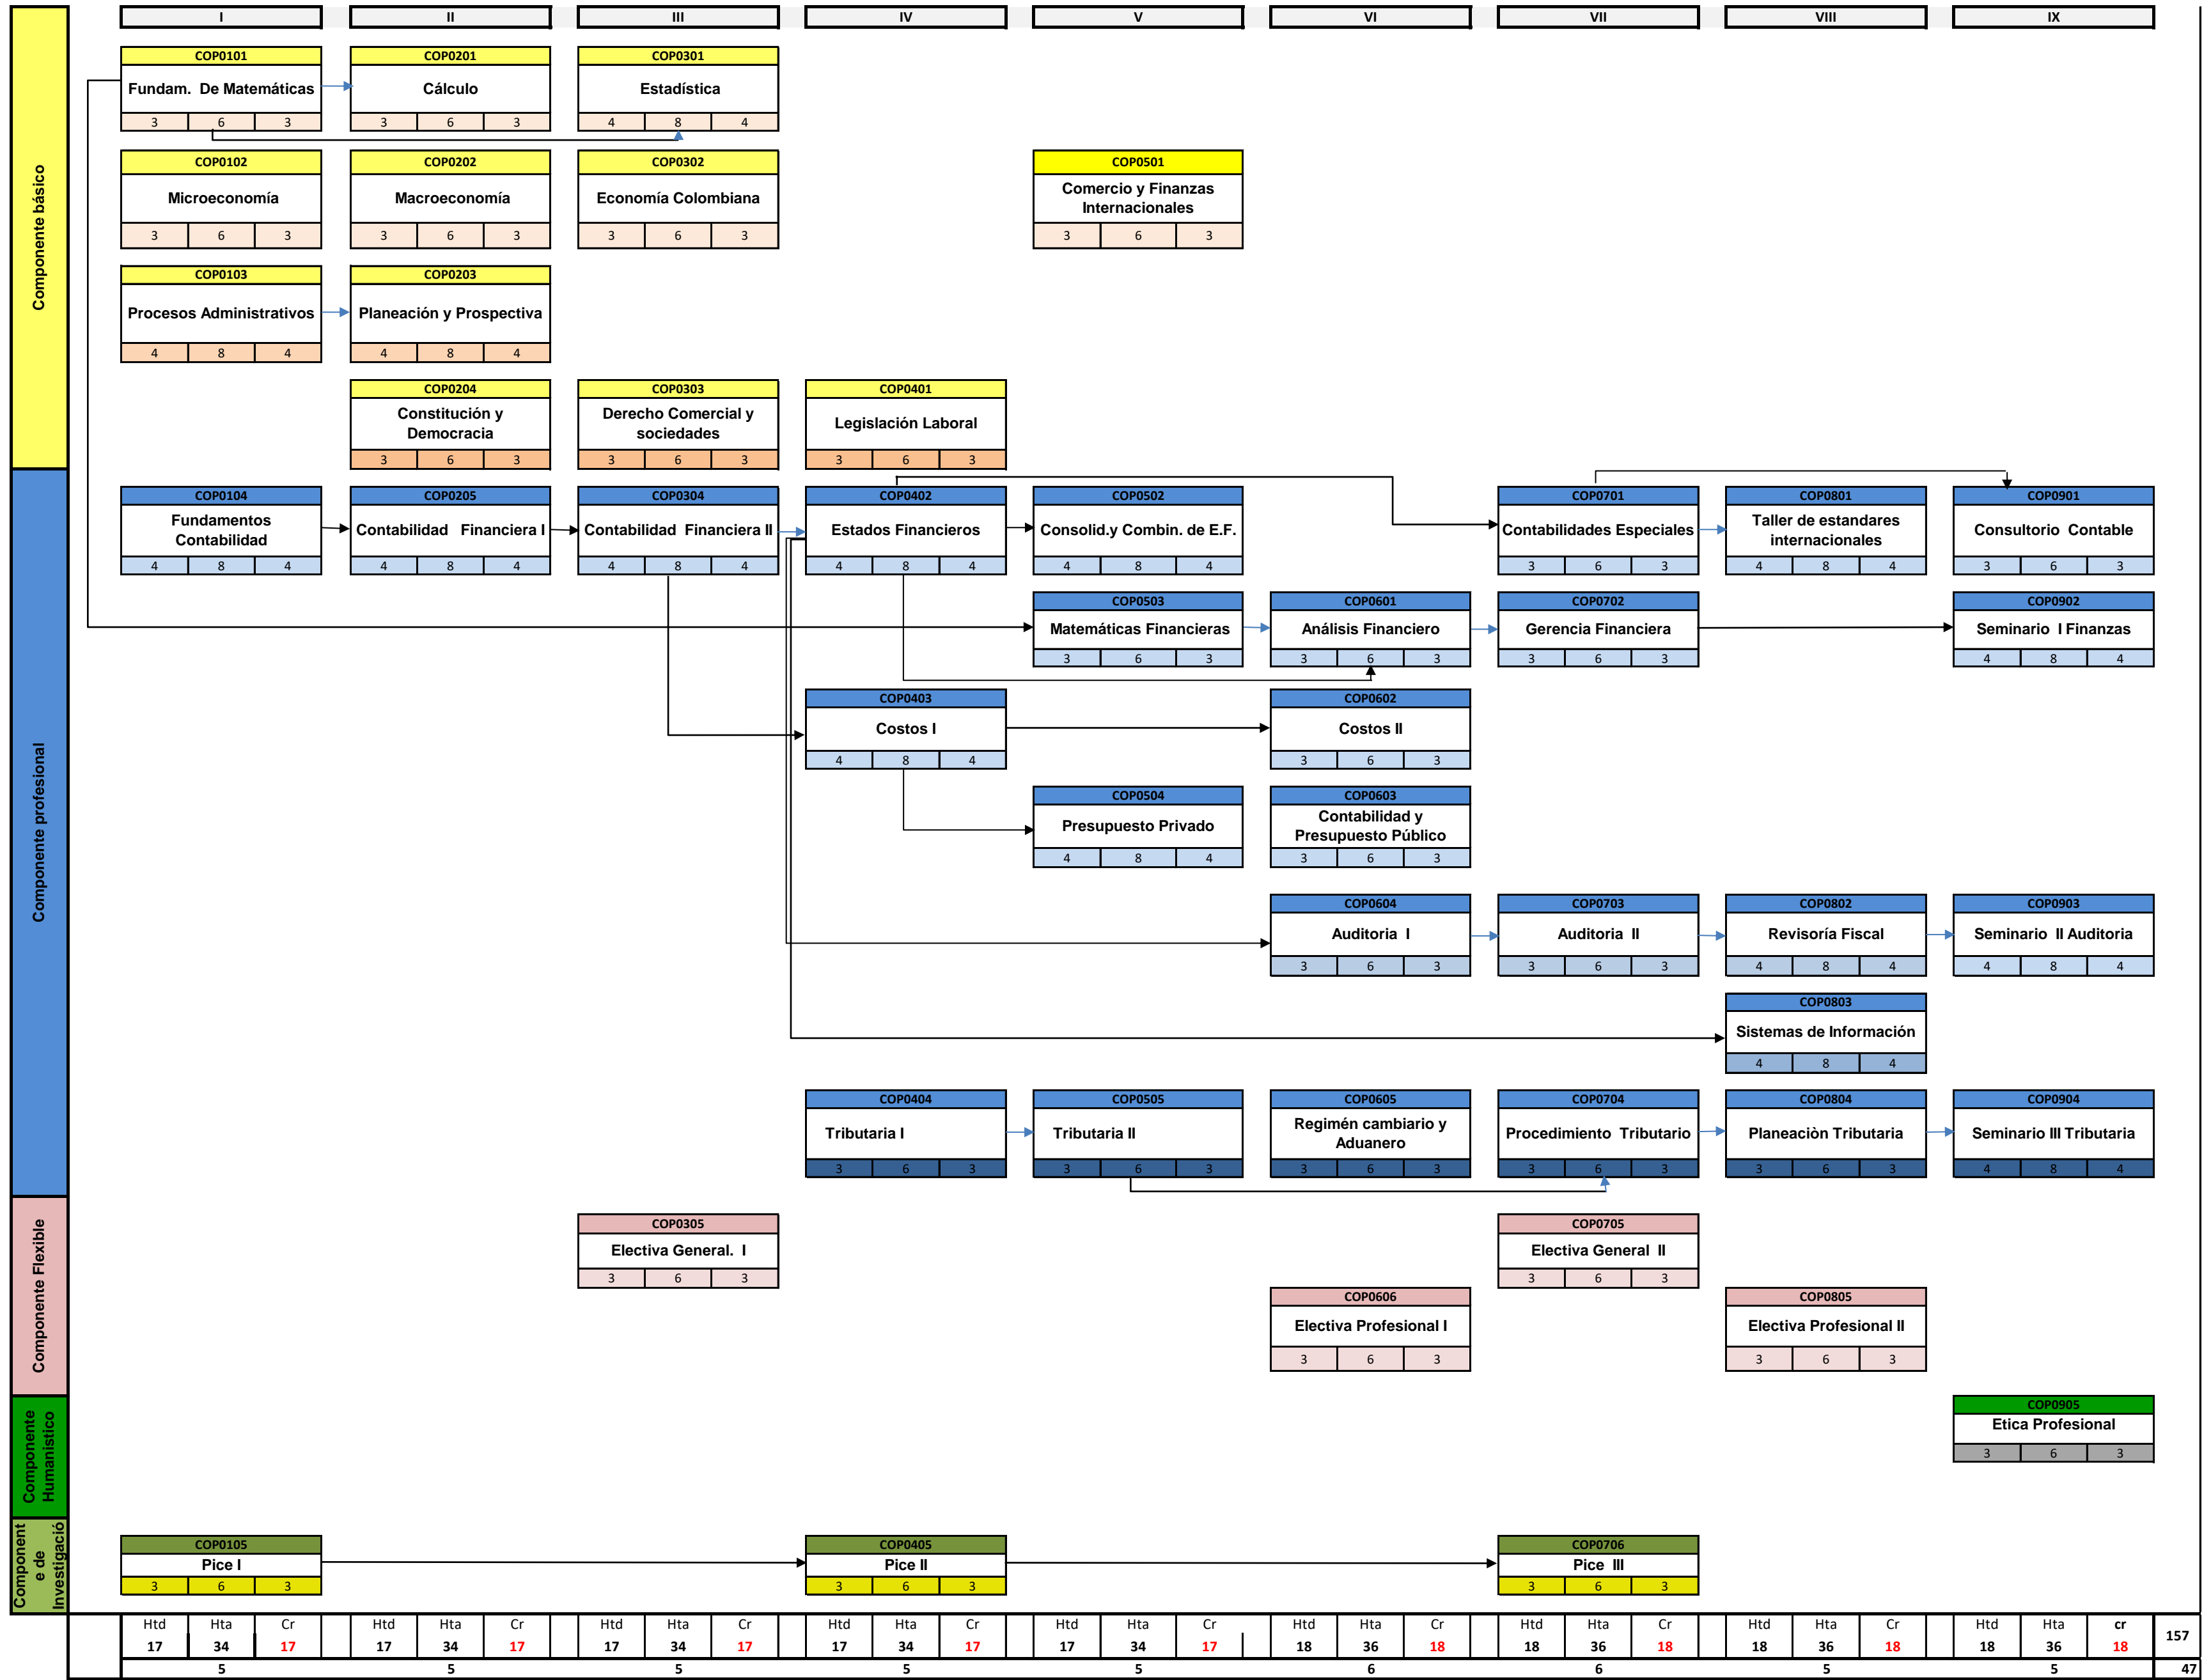 I II III IV V VI VII VIII IX
Componente básico
COP0101 COP0201 COP0301
Fundam. De Matemáticas Cálculo Estadística
3 6 3 3 6 3 4 8 4
COP0102 COP0202 COP0302 COP0501
Microeconomía Macroeconomía Economía Colombiana Comercio y Finanzas
Internacionales
3 6 3 3 6 3 3 6 3 3 6 3
COP0103 COP0203
Procesos Administrativos Planeación y Prospectiva
4 8 4 4 8 4
COP0204 COP0303 COP0401
Constitución y Derecho Comercial y Legislación Laboral
Democracia sociedades
3 6 3 3 6 3 3 6 3
Componente profesional
COP0104 COP0205 COP0304 COP0402 COP0502 COP0701 COP0801 COP0901
Fundamentos Contabilidad Financiera I Contabilidad Financiera II Estados Financieros Consolid.y Combin. de E.F. Contabilidades Especiales Taller de estandares Consultorio Contable
Contabilidad internacionales
4 8 4 4 8 4 4 8 4 4 8 4 4 8 4 3 6 3 4 8 4 3 6 3
COP0503 COP0601 COP0702 COP0902
Matemáticas Financieras Análisis Financiero Gerencia Financiera Seminario I Finanzas
3 6 3 3 6 3 3 6 3 4 8 4
COP0403 COP0602
Costos I Costos II
4 8 4 3 6 3
COP0504 COP0603
Presupuesto Privado Contabilidad y
Presupuesto Público
4 8 4 3 6 3
COP0604 COP0703 COP0802 COP0903
Auditoria I Auditoria II Revisoría Fiscal Seminario II Auditoria
3 6 3 3 6 3 4 8 4 4 8 4
COP0803
Sistemas de Información
4 8 4
COP0404 COP0505 COP0605 COP0704 COP0804 COP0904
Tributaria I Tributaria II Regimén cambiario y Procedimiento Tributario Planeaciòn Tributaria Seminario III Tributaria
Aduanero
3 6 3 3 6 3 3 6 3 3 6 3 3 6 3 4 8 4
Componente Flexible
COP0305 COP0705
Electiva General. I Electiva General II
3 6 3 3 6 3
COP0606 COP0805
Electiva Profesional I Electiva Profesional II
3 6 3 3 6 3
Componente
Humanistico
COP0905
Etica Profesional
3 6 3
Component
e de
Investigació
COP0105 COP0405 COP0706
Pice I Pice II Pice III
3 6 3 3 6 3 3 6 3
Htd Hta Cr Htd Hta Cr Htd Hta Cr Htd Hta Cr Htd Hta Cr Htd Hta Cr Htd Hta Cr Htd Hta Cr Htd Hta cr
17 34 17 17 34 17 17 34 17 17 34 17 17 34 17 18 36 18 18 36 18 18 36 18 18 36 18 157
5 5 5 5 5 6 6 5 5 47